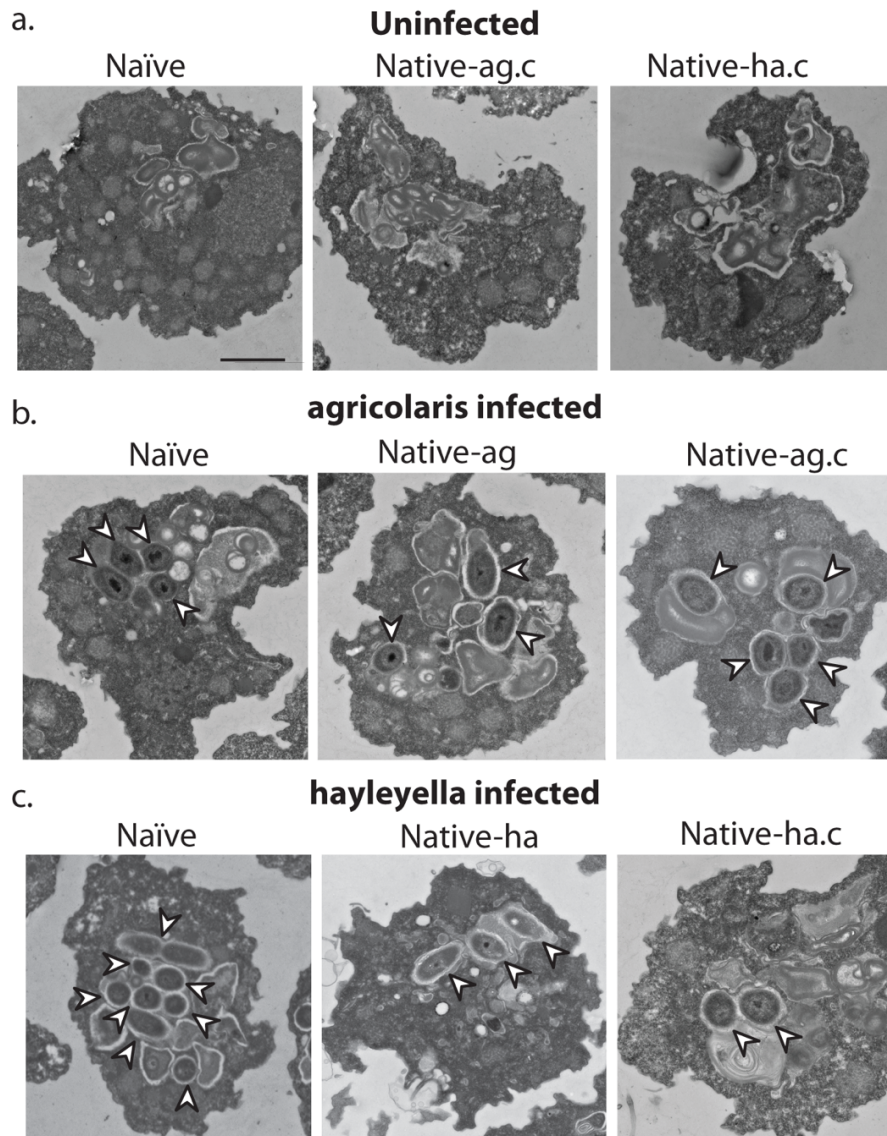 a.
Uninfected
Naïve Native-ag.c Native-ha.c
b.
agricolaris infected
Naïve Native-ag Native-ag.c
c.
hayleyella infected
Naïve Native-ha Native-ha.c